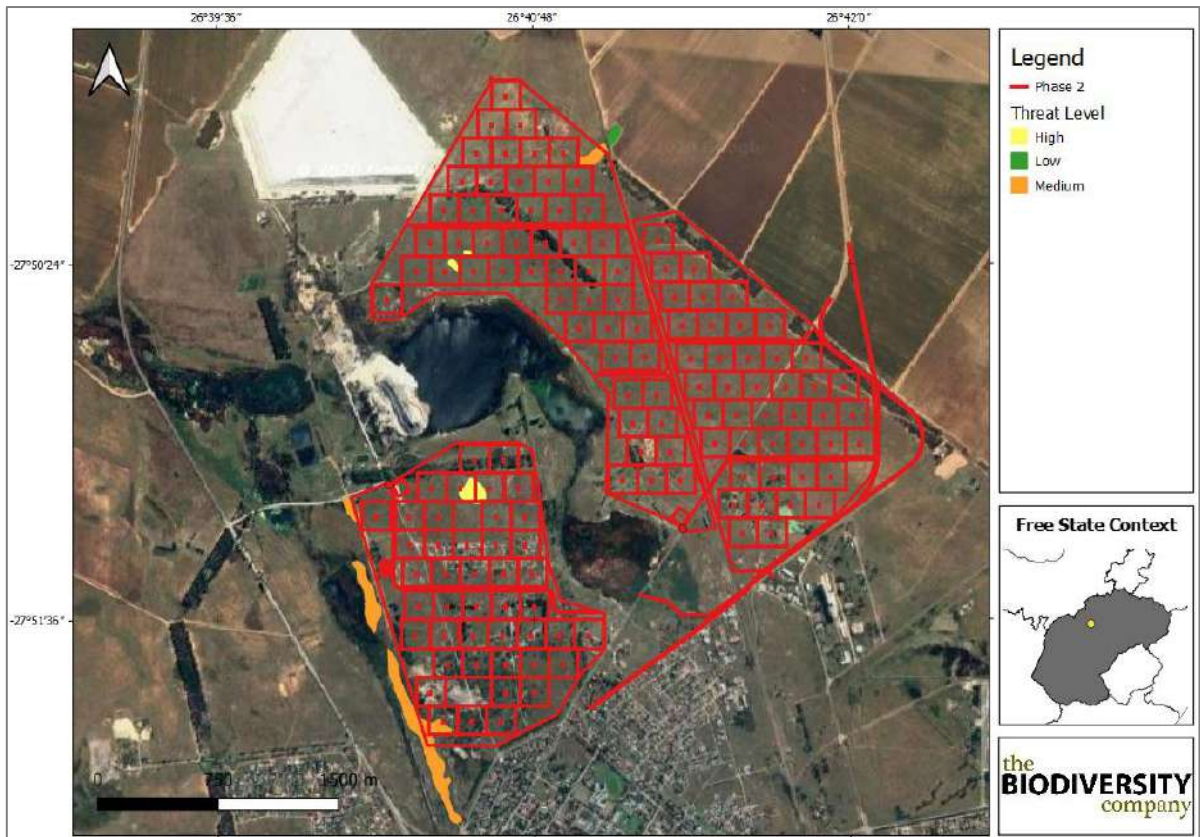 26°39'36" 26°40'48" 26°42'0"
-27°50'24"
-27°51'36"
0 750 1500 m
Legend
Phase 2
Threat Level
High
Low
Medium
Free State Context
the
BIODIVERSITY
company